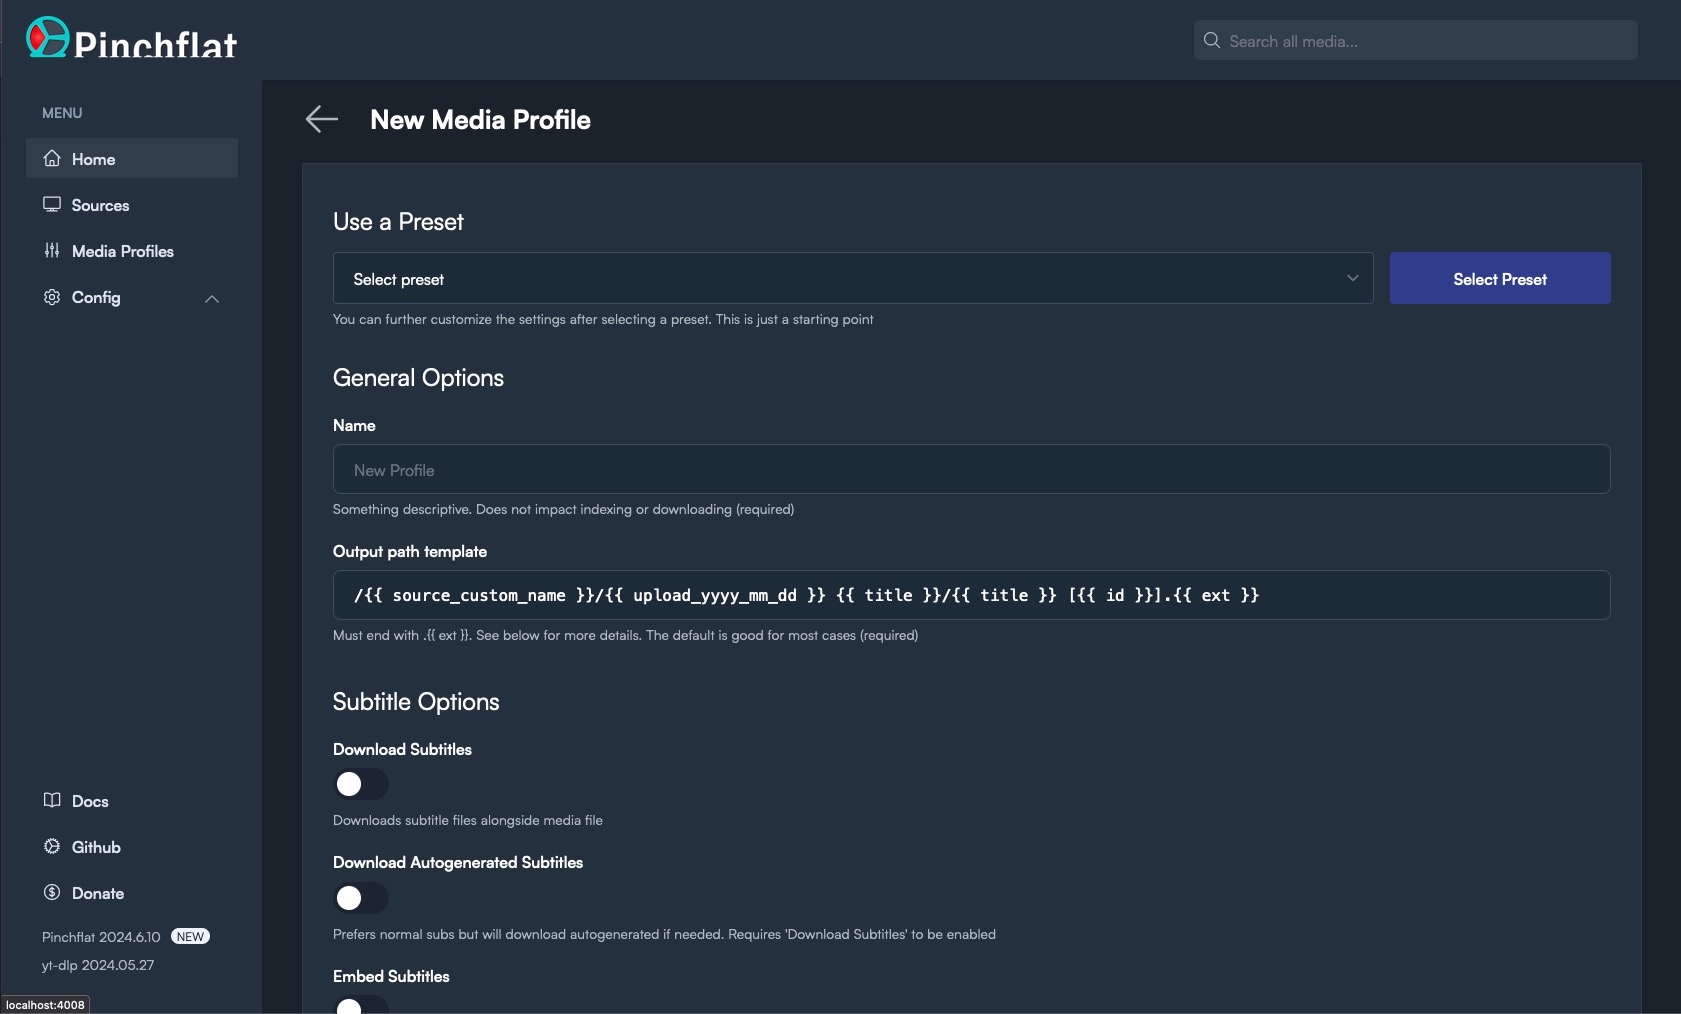 Pinchflat
Search all media...
MENU
Home
Sources
Media Profiles
Config
Docs
Github
Donate
Pinchflat 2024.6.10 NEW
yt-dlp 2024.05.27
localhost:4008
New Media Profile
Use a Preset
Select preset
Select Preset
You can further customize the settings after selecting a preset. This is just a starting point
General Options
Name
New Profile
Something descriptive. Does not impact indexing or downloading (required)
Output path template
/{{ source_custom_name }}/{{ upload_yyyy_mm_dd }} {{ title }}/{{ title }} [{{ id }}].{{ ext }}
Must end with .{{ ext }}. See below for more details. The default is good for most cases (required)
Subtitle Options
Download Subtitles
Downloads subtitle files alongside media file
Download Autogenerated Subtitles
Prefers normal subs but will download autogenerated if needed. Requires 'Download Subtitles' to be enabled
Embed Subtitles